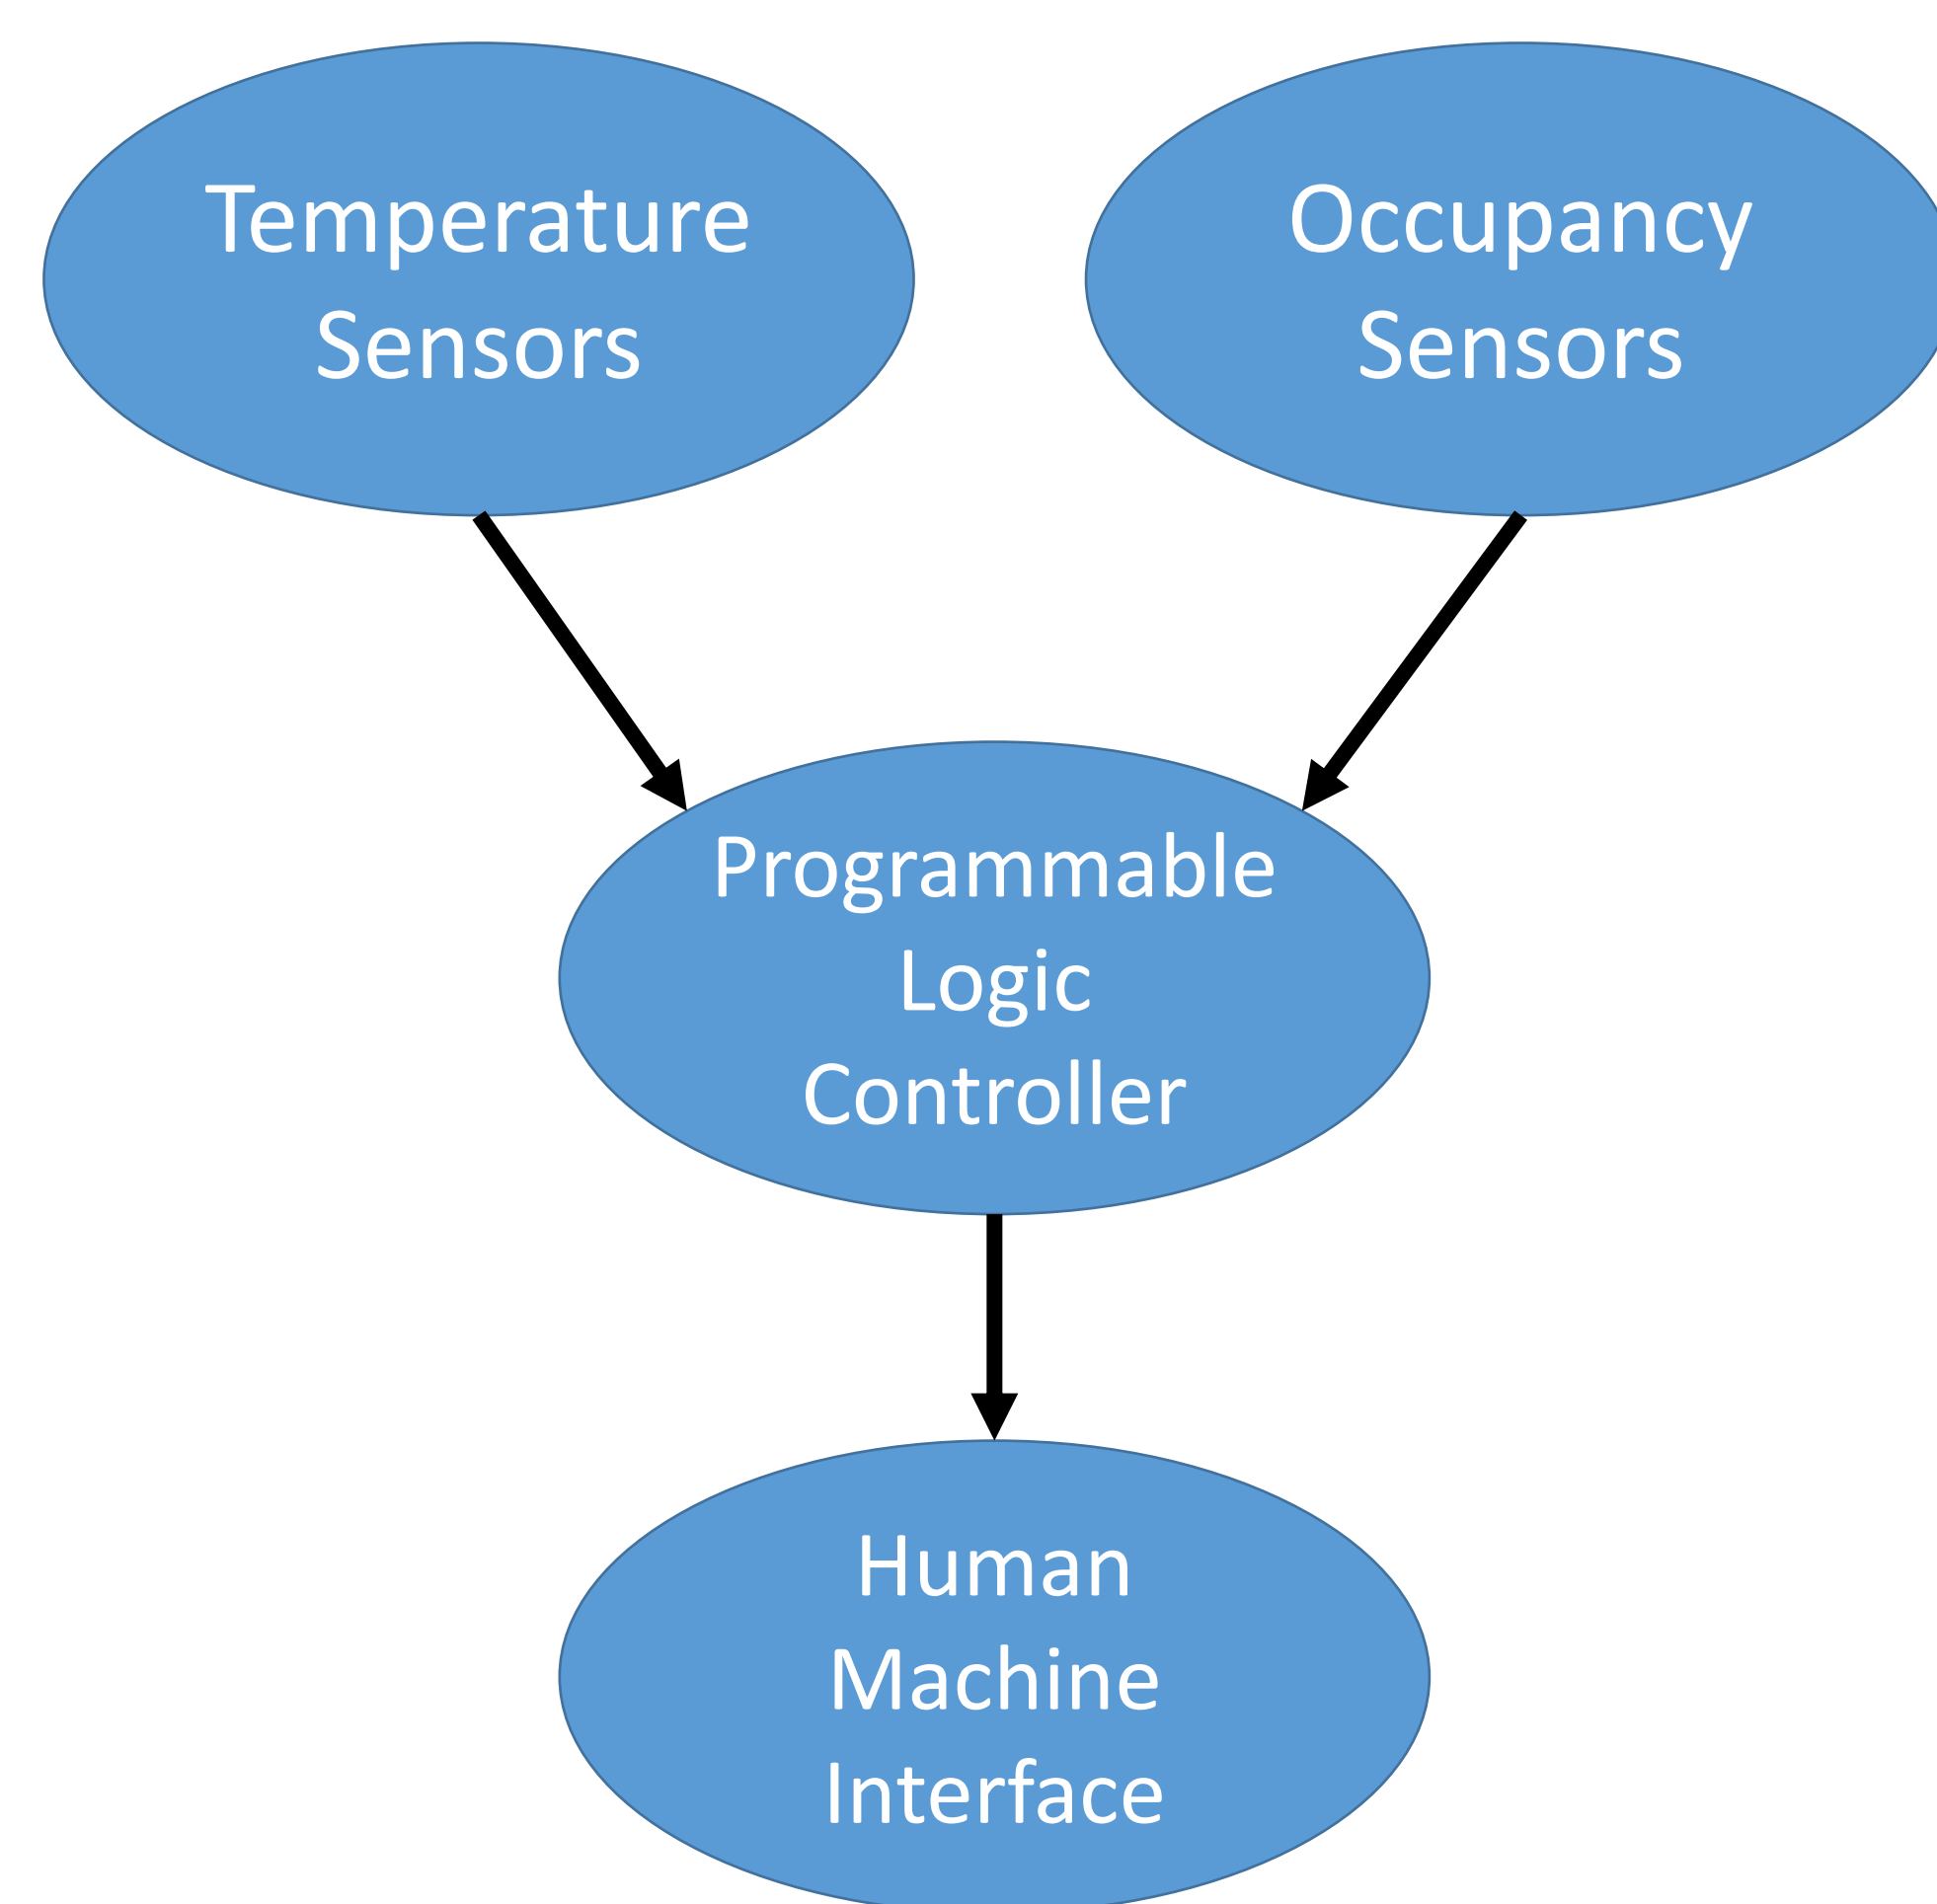 Temperature
Sensors
Occupancy
Sensors
Programmable
Logic
Controller
Human
Machine
Interface